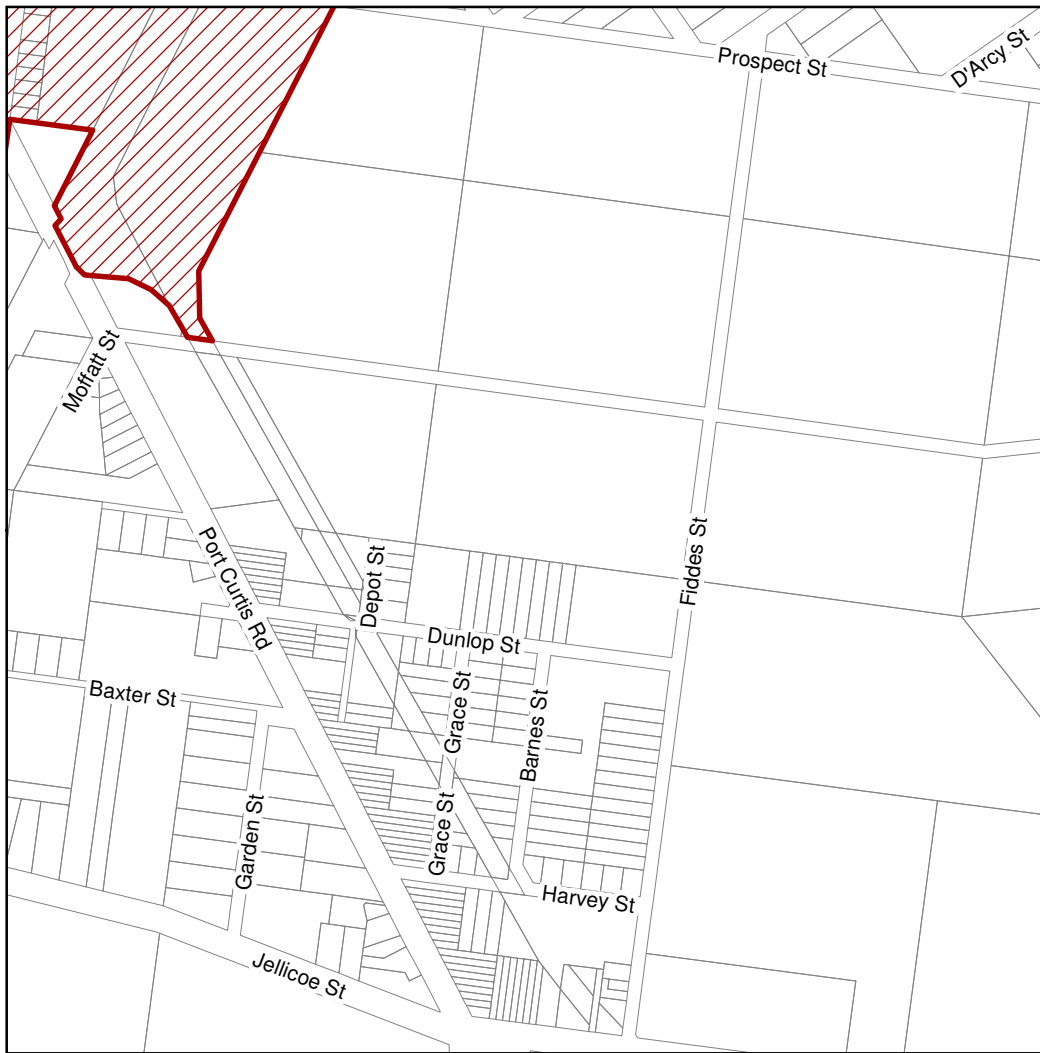 Prospect St
D'Arcy St
Moffatt St
Port Curtis Rd
Depot St
Fiddes St
Dunlop St
Baxter St
Grace St
Barnes St
Grace St
Garden St
Harvey St
Jellicoe St